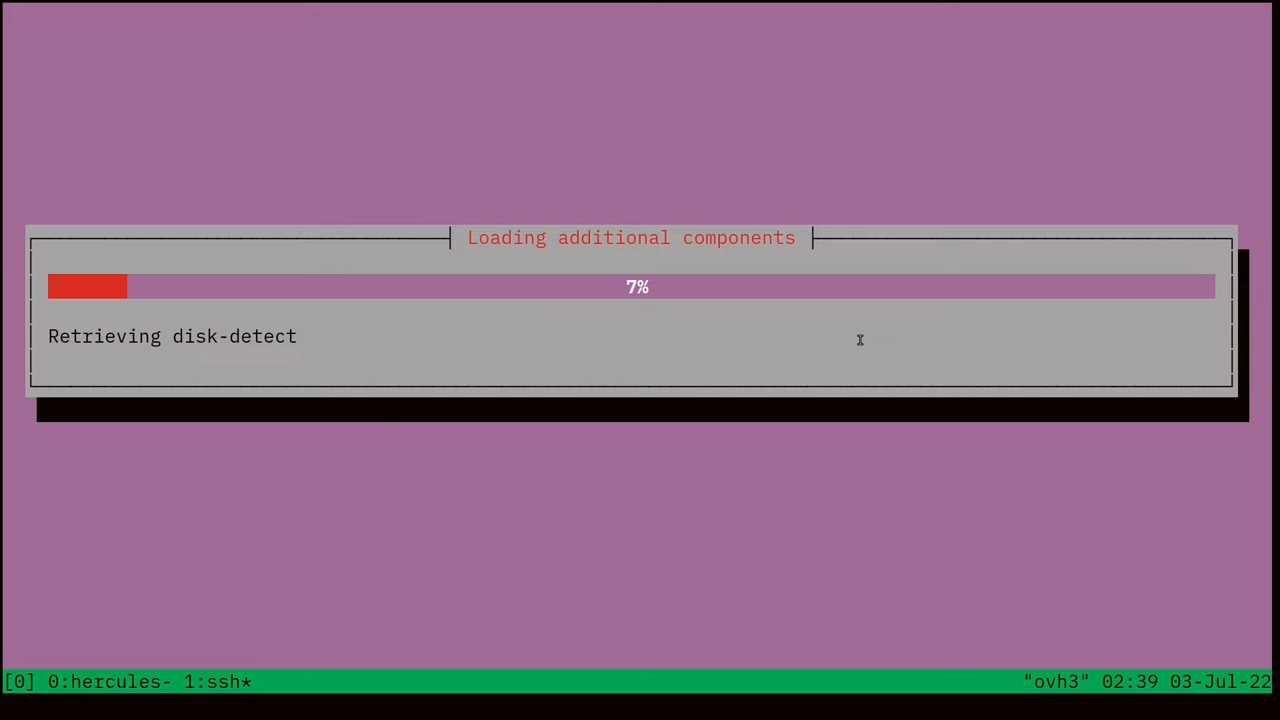 Loading additional components
7%
Retrieving disk-detect
[0] 0:hercules- 1:ssh* "ovh3" 02:39 03-Jul-22